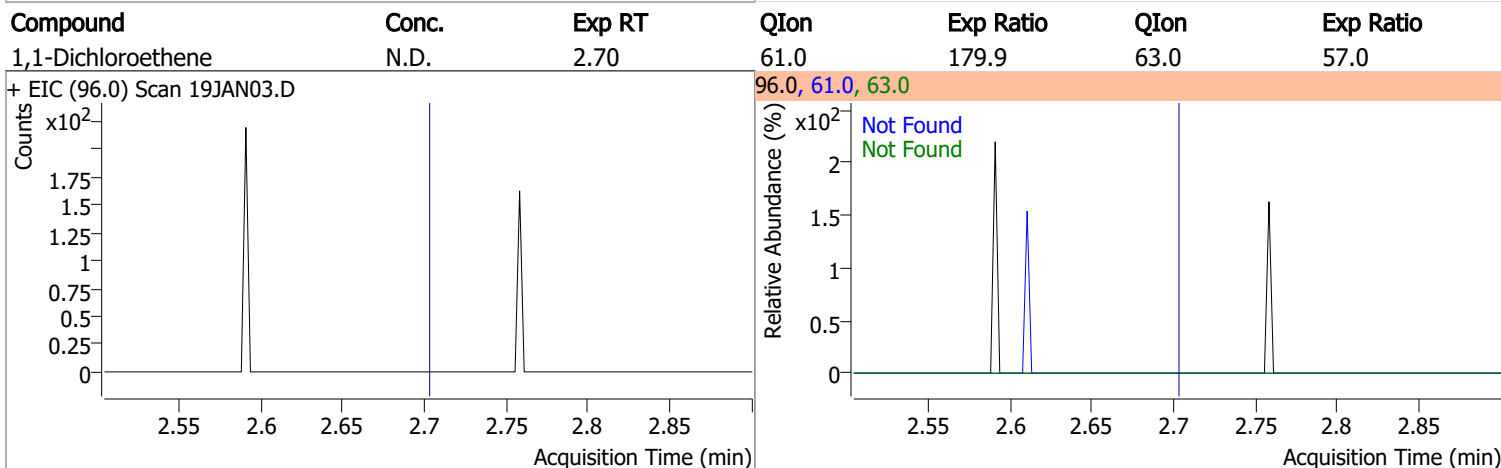 Compound Conc. Exp RT QIon Exp Ratio QIon Exp Ratio
1,1-Dichloroethene N.D. 2.70 61.0 179.9 63.0 57.0
+ EIC (96.0) Scan 19JAN03.D
Counts
x10²
1.75
1.5
1.25
1
0.75
0.5
0.25
0
2.55 2.6 2.65 2.7 2.75 2.8 2.85
Acquisition Time (min)
96.0, 61.0, 63.0
Relative Abundance (%)
x10²
Not Found
Not Found
2
1.5
1
0.5
0
2.55 2.6 2.65 2.7 2.75 2.8 2.85
Acquisition Time (min)